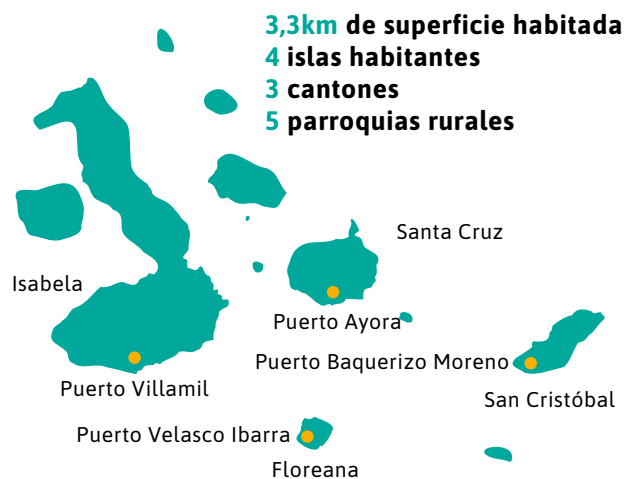 3,3km de superficie habitada
4 islas habitantes
3 cantones
5 parroquias rurales
Santa Cruz
Isabela
Puerto Ayora
Puerto Baquerizo Moreno
Puerto Villamil
San Cristóbal
Puerto Velasco Ibarra
Floreana